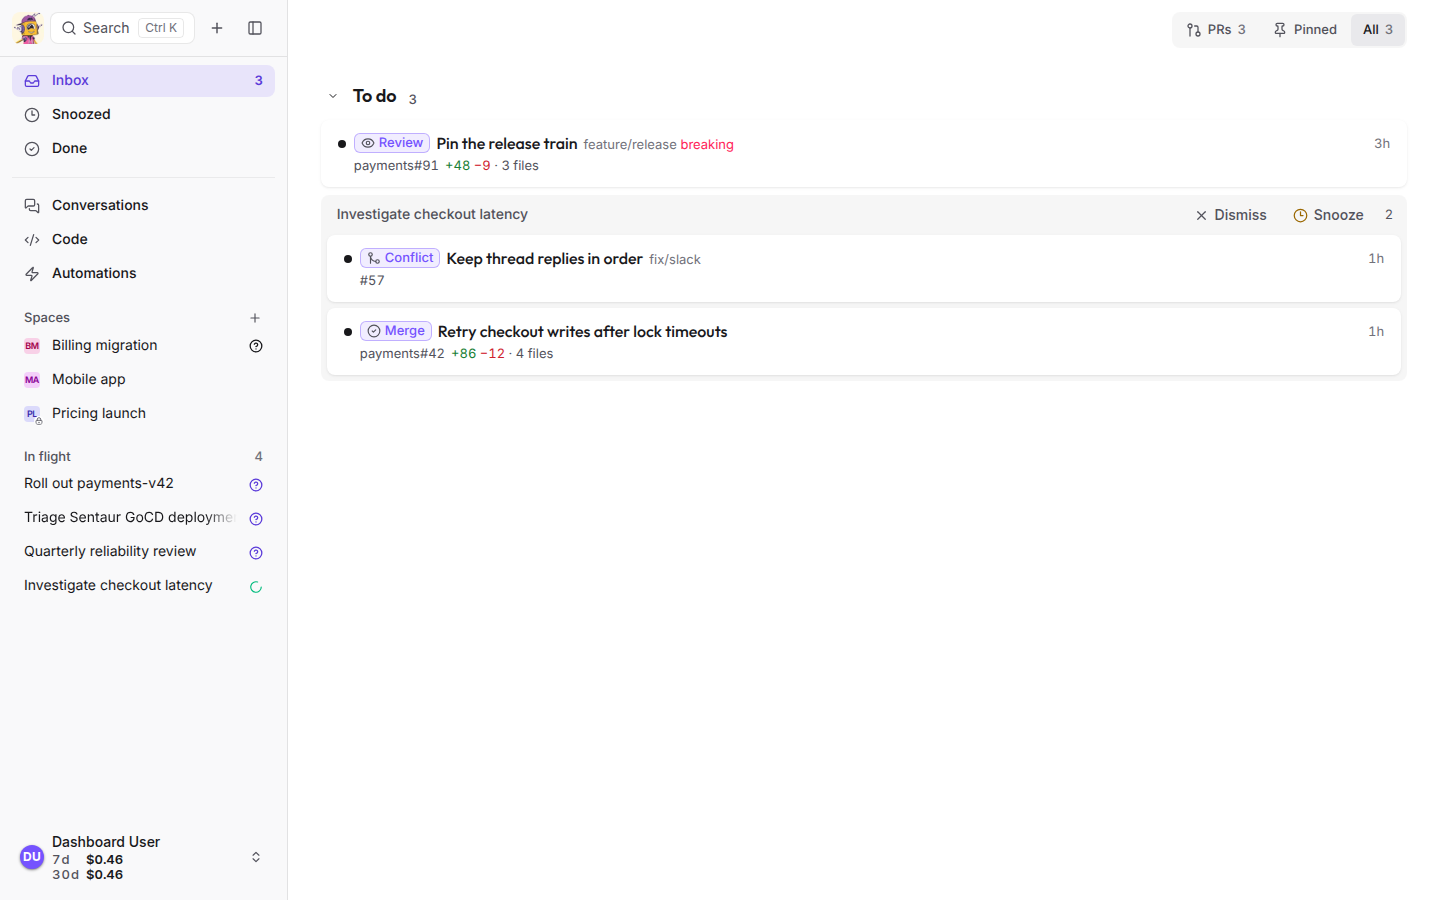 Search Ctrl K
Inbox 3
Snoozed
Done
Conversations
Code
Automations
Spaces
BM Billing migration
MA Mobile app
PL Pricing launch
In flight 4
Roll out payments-v42
Triage Sentaur GoCD deployme
Quarterly reliability review
Investigate checkout latency
DU Dashboard User
7d $0.46
30d $0.46
PRs 3 Pinned All 3
To do 3
Review Pin the release train feature/release breaking 3h
payments#91 +48 −9 · 3 files
Investigate checkout latency Dismiss Snooze 2
Conflict Keep thread replies in order fix/slack 1h
#57
Merge Retry checkout writes after lock timeouts 1h
payments#42 +86 −12 · 4 files